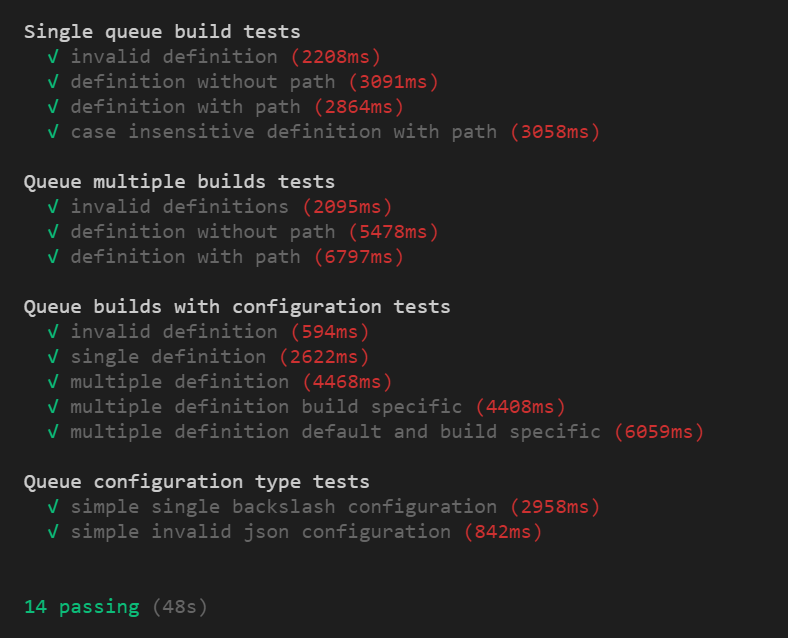 Single queue build tests
√ invalid definition (2208ms)
√ definition without path (3091ms)
√ definition with path (2864ms)
√ case insensitive definition with path (3058ms)
Queue multiple builds tests
√ invalid definitions (2095ms)
√ definition without path (5478ms)
√ definition with path (6797ms)
Queue builds with configuration tests
√ invalid definition (594ms)
√ single definition (2622ms)
√ multiple definition (4468ms)
√ multiple definition build specific (4408ms)
√ multiple definition default and build specific (6059ms)
Queue configuration type tests
√ simple single backslash configuration (2958ms)
√ simple invalid json configuration (842ms)
14 passing (48s)